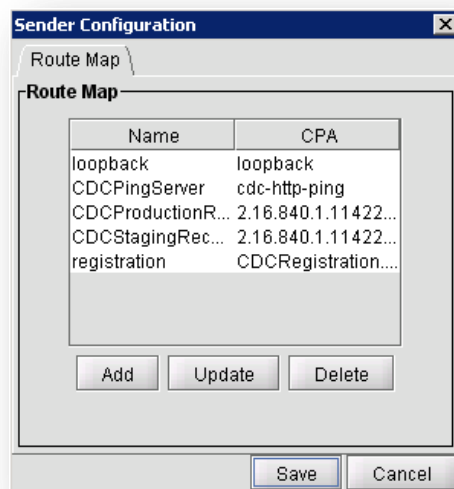 Sender Configuration
Route Map
Route Map
Name CPA
loopback loopback
CDCPingServer cdc-http-ping
CDCProductionR... 2.16.840.1.11422...
CDCStagingRec... 2.16.840.1.11422...
registration CDCRegistration....
Add Update Delete
Save Cancel